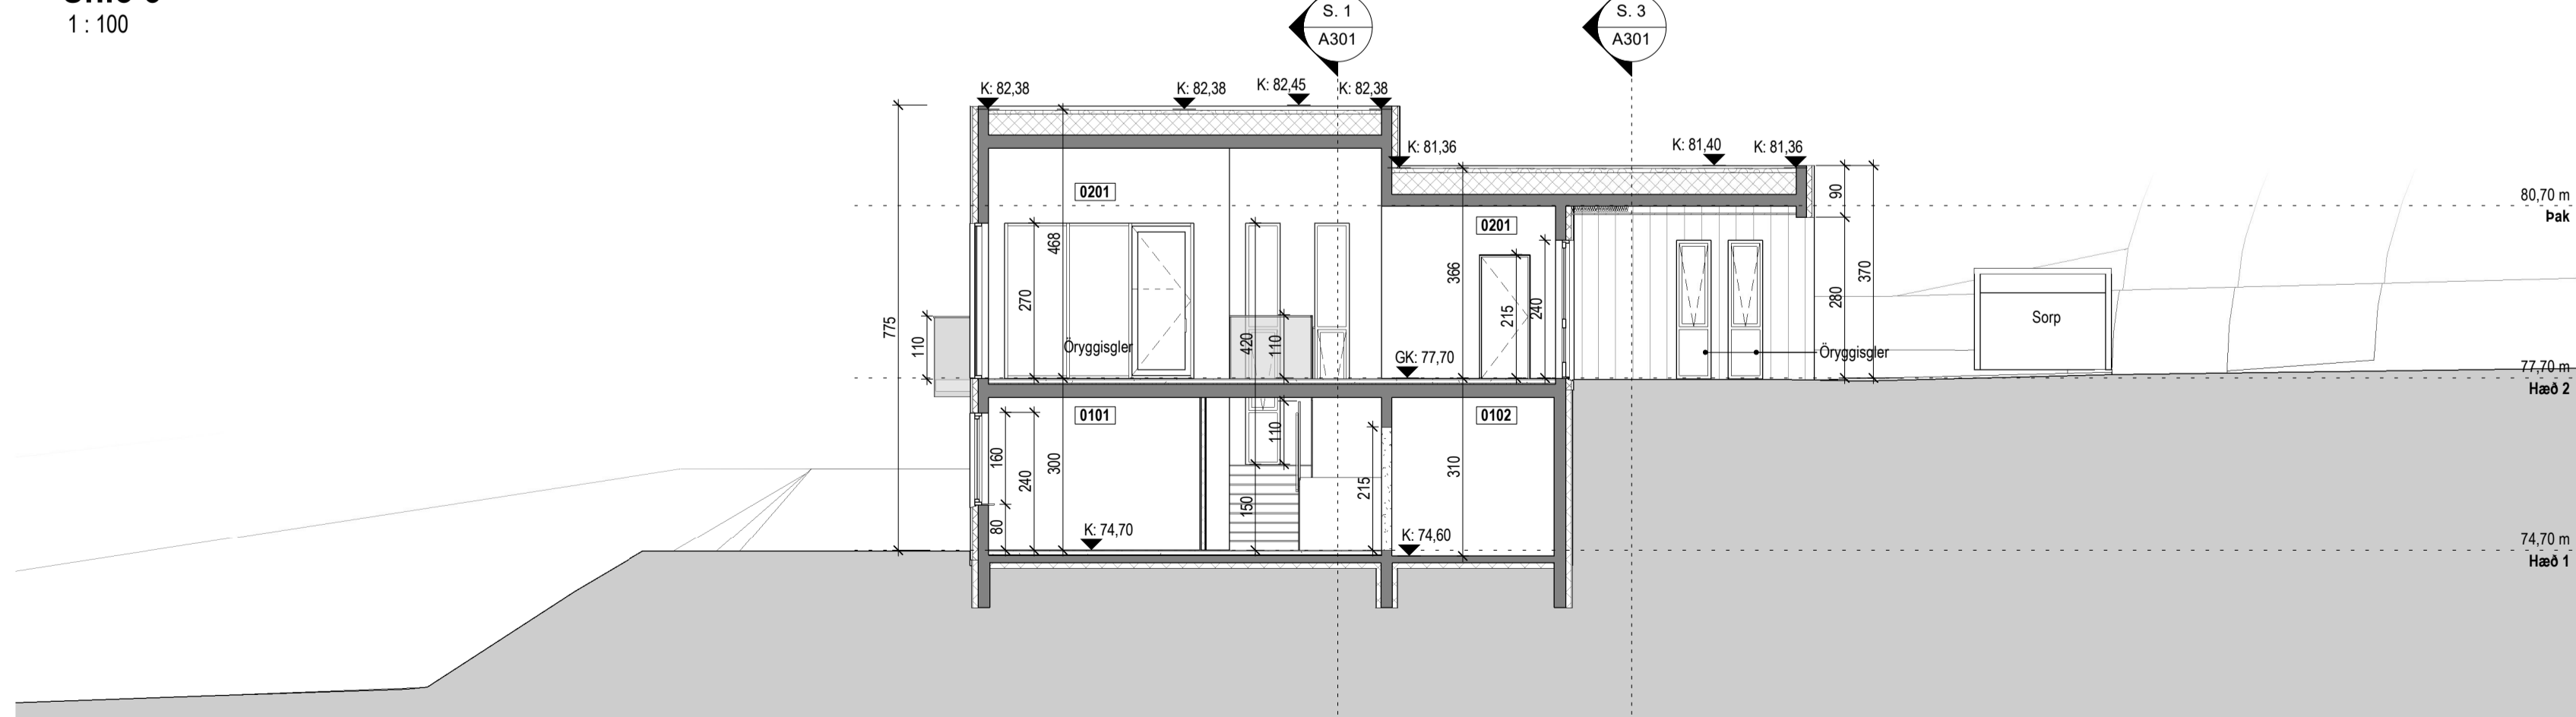 1 : 100
S. 1
A301
S. 3
A301
K: 82,38
K: 82,38
K: 82,45
K: 82,38
K: 81,36
K: 81,40
K: 81,36
0201
0201
80,70 m
Þak
468
366
90
370
280
775
110
270
Öryggisgler
420
110
215
240
GK: 77,70
Öryggisgler
Sorp
77,70 m
Hæð 2
0101
0102
160
240
80
300
110
150
215
310
K: 74,70
K: 74,60
74,70 m
Hæð 1